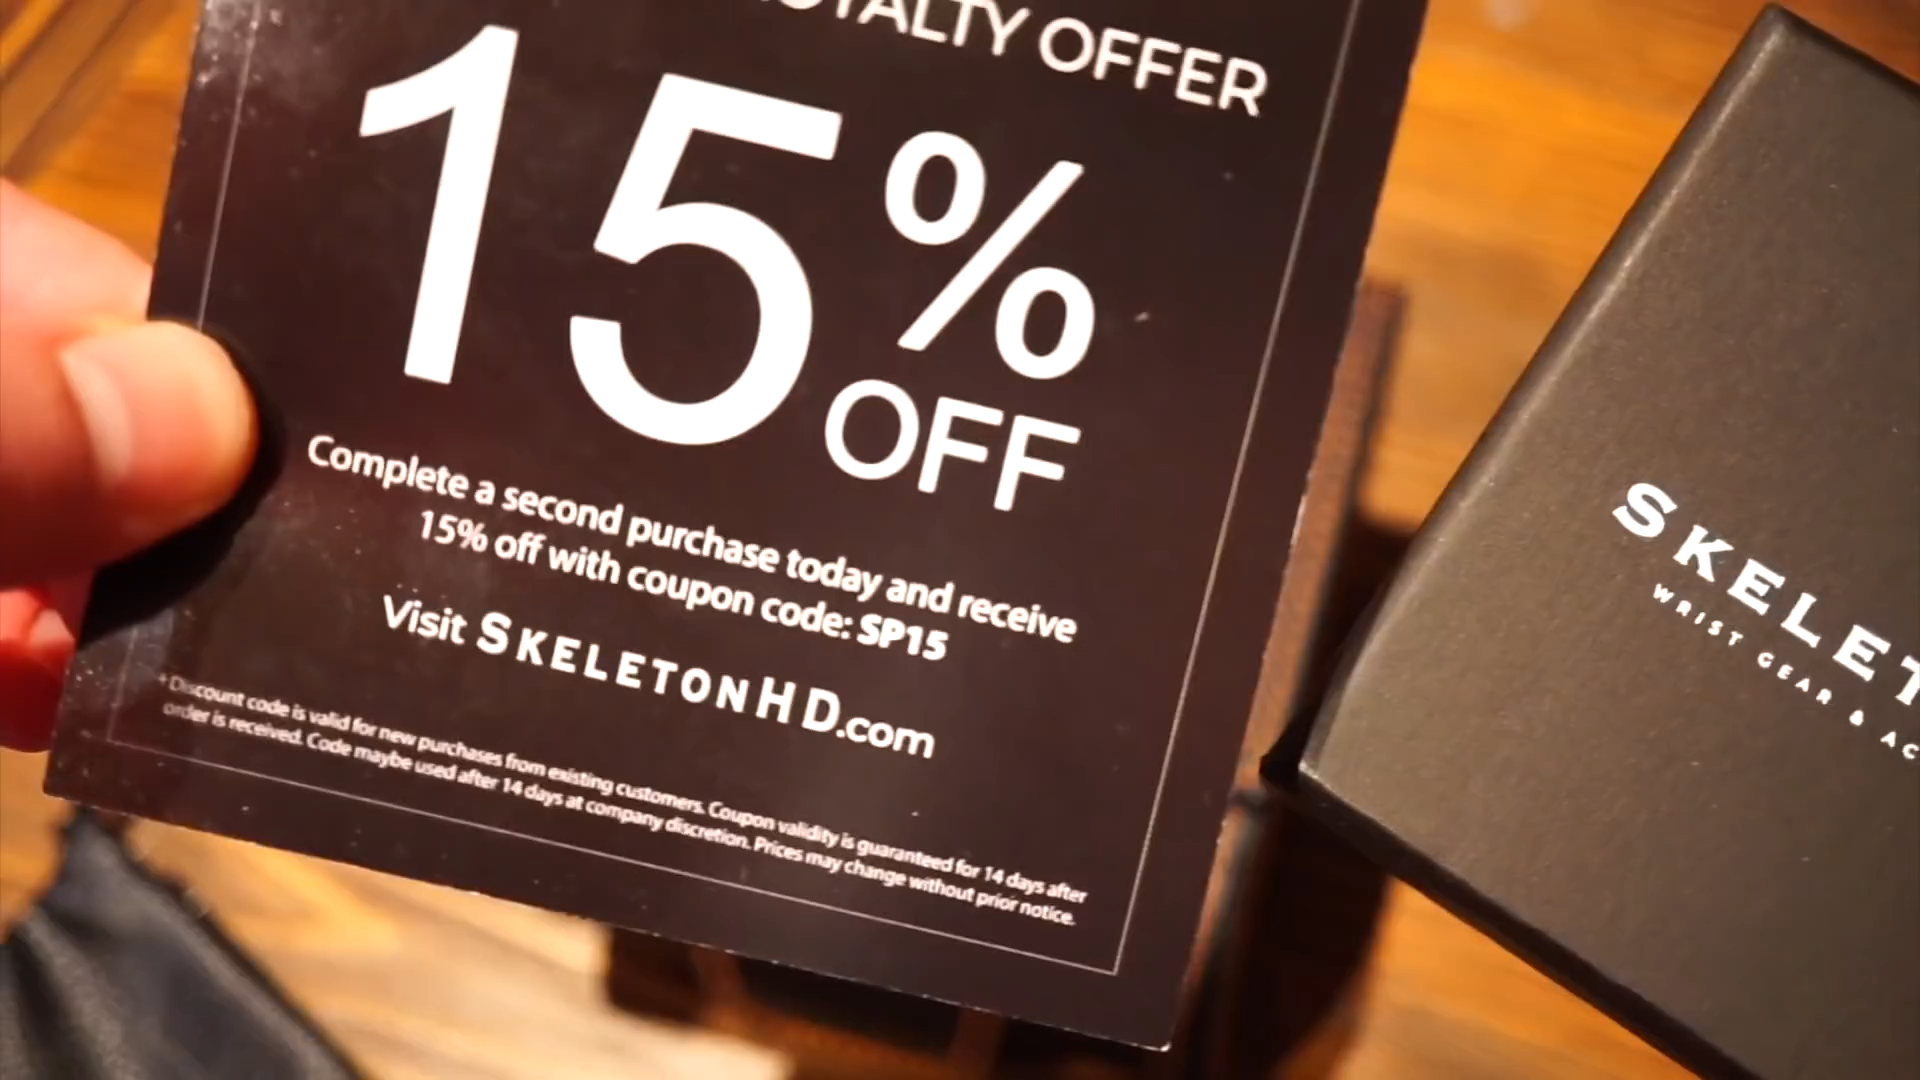 LOYALTY OFFER
15% OFF
Complete a second purchase today and receive
15% off with coupon code: SP15
Visit SKELETONHD.com
* Discount code is valid for new purchases from existing customers. Coupon validity is guaranteed for 14 days after
order is received. Code maybe used after 14 days at company discretion. Prices may change without prior notice.
SKELET
WRIST GEAR & AC